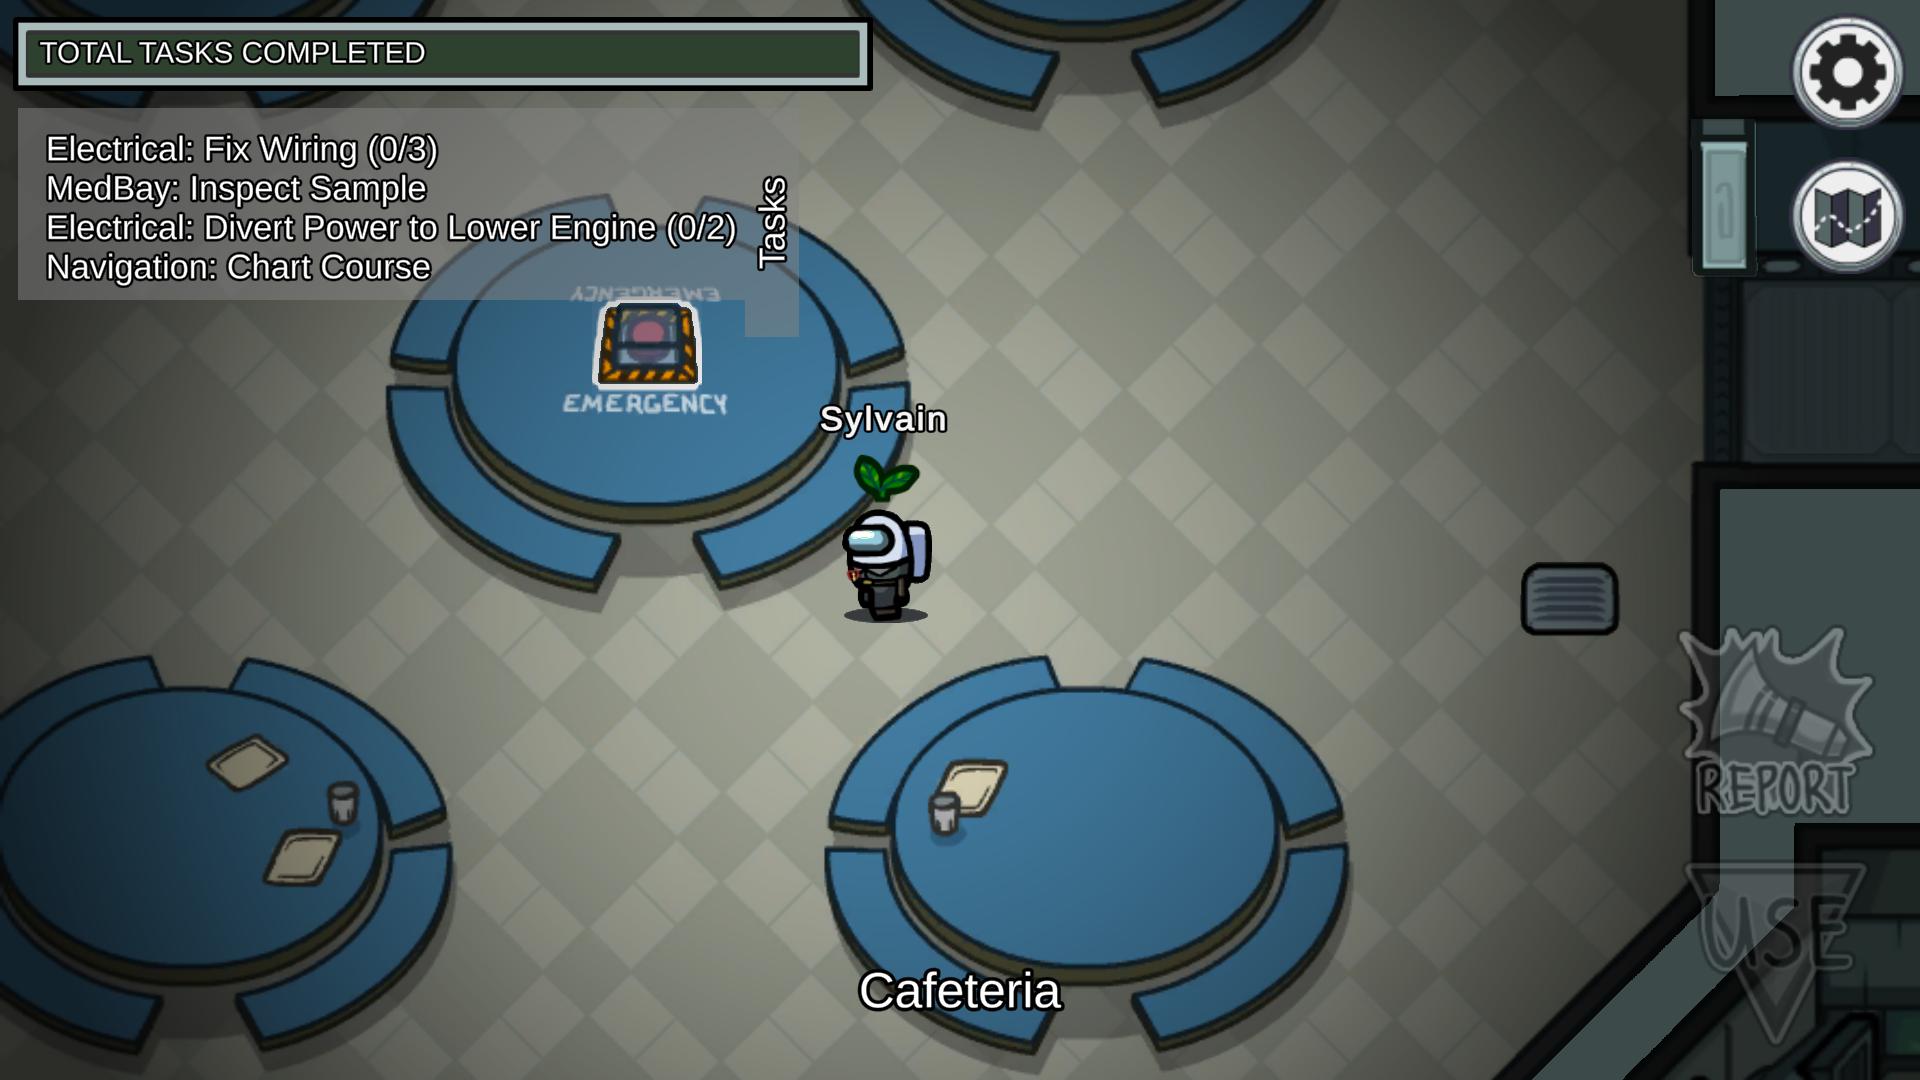 TOTAL TASKS COMPLETED
Electrical: Fix Wiring (0/3)
MedBay: Inspect Sample
Electrical: Divert Power to Lower Engine (0/2)
Navigation: Chart Course
Tasks
EMERGENCY
EMERGENCY
Sylvain
REPORT
USE
Cafeteria